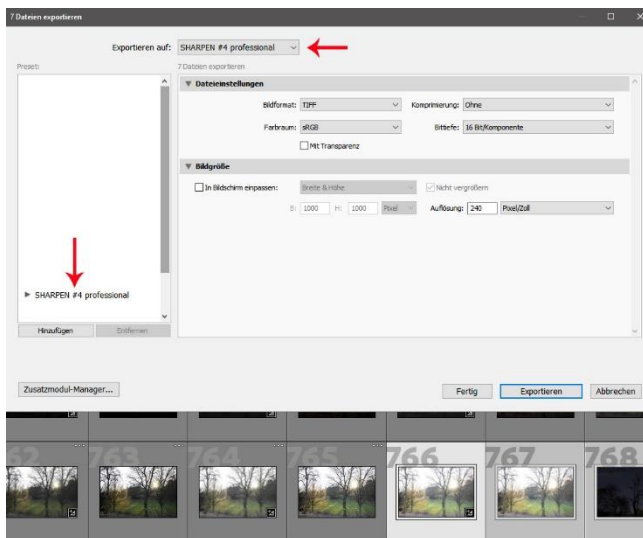 7 Dateien exportieren
Exportieren auf: SHARPEN #4 professional
Preset:
7 Dateien exportieren
Dateieinstellungen
Bildformat: TIFF Komprimierung: Ohne
Farbraum: sRGB Bittiefe: 16 Bit/Komponente
Mit Transparenz
Bildgröße
In Bildschirm einpassen: Breite & Höhe Nicht vergrößern
B: 1000 H: 1000 Pixel Auflösung: 240 Pixel/Zoll
SHARPEN #4 professional
Hinzufügen Entfernen
Zusatzmodul-Manager... Fertig Exportieren Abbrechen
62 763 764 765 766 767 768